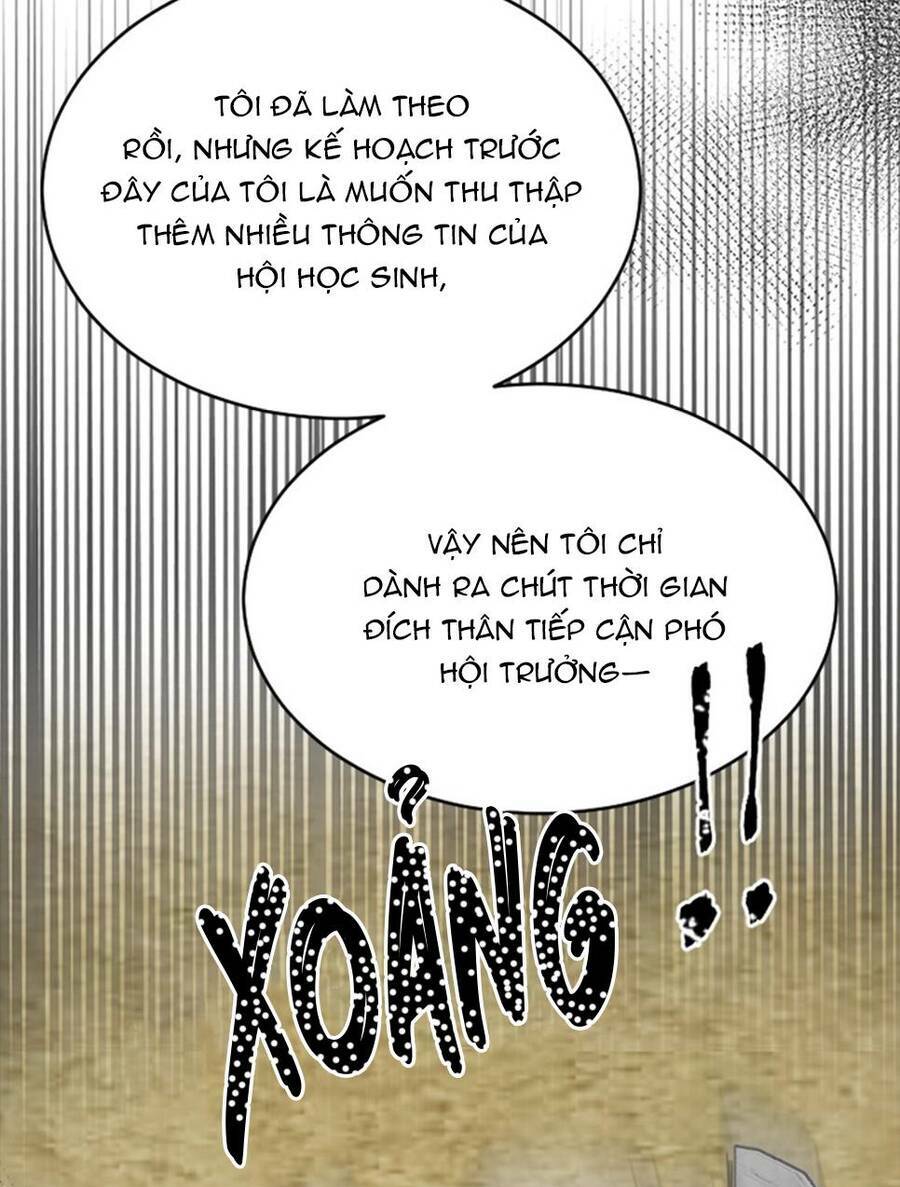 TÔI ĐÃ LÀM THEO
RỒI, NHƯNG KẾ HOẠCH TRƯỚC
ĐÂY CỦA TÔI LÀ MUỐN THU THẬP
THÊM NHIỀU THÔNG TIN CỦA
HỘI HỌC SINH,
VẬY NÊN TÔI CHỈ
DÀNH RA CHÚT THỜI GIAN
ĐÍCH THÂN TIẾP CẬN PHÓ
HỘI TRƯỞNG—
XOẢNG!!